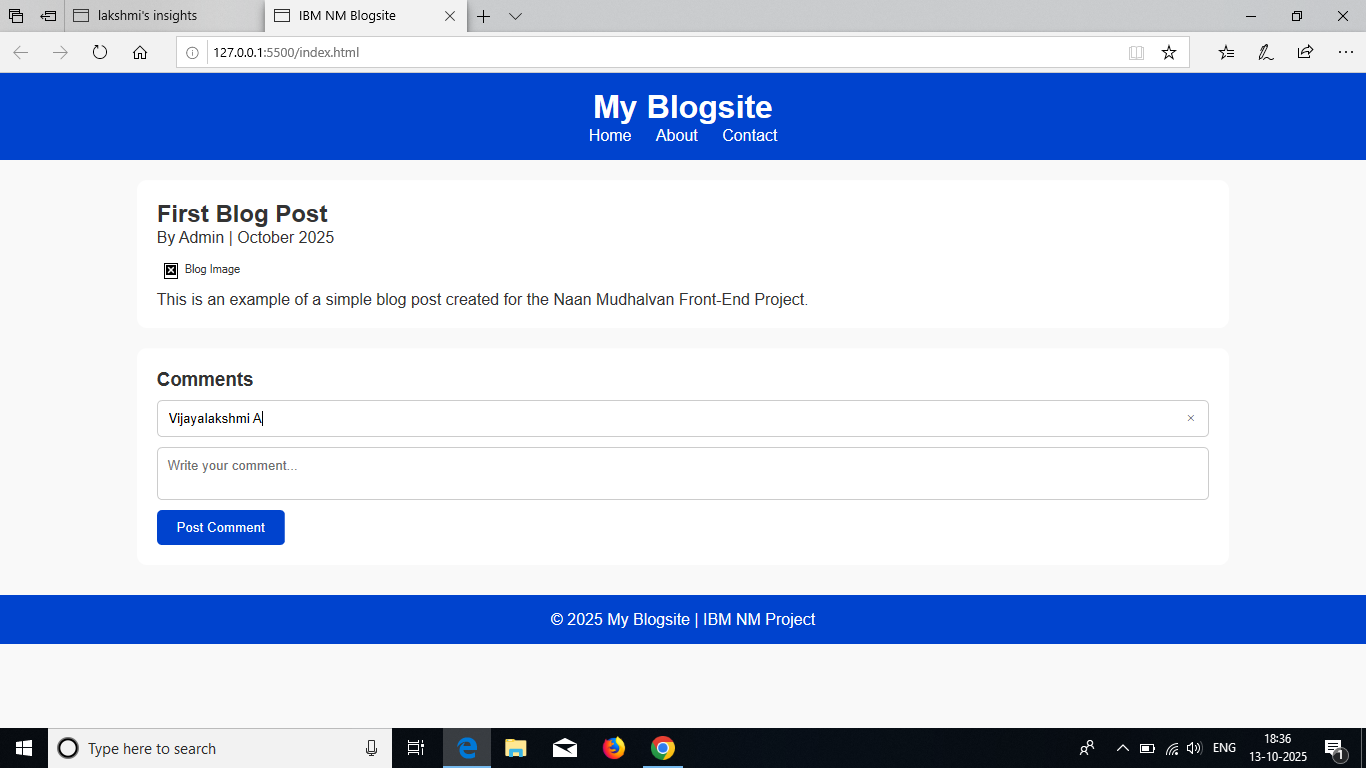 lakshmi's insights
IBM NM Blogsite
127.0.0.1:5500/index.html
My Blogsite
Home About Contact
First Blog Post
By Admin | October 2025
Blog Image
This is an example of a simple blog post created for the Naan Mudhalvan Front-End Project.
Comments
Vijayalakshmi A
Write your comment...
Post Comment
© 2025 My Blogsite | IBM NM Project
Type here to search
ENG
18:36
13-10-2025
1